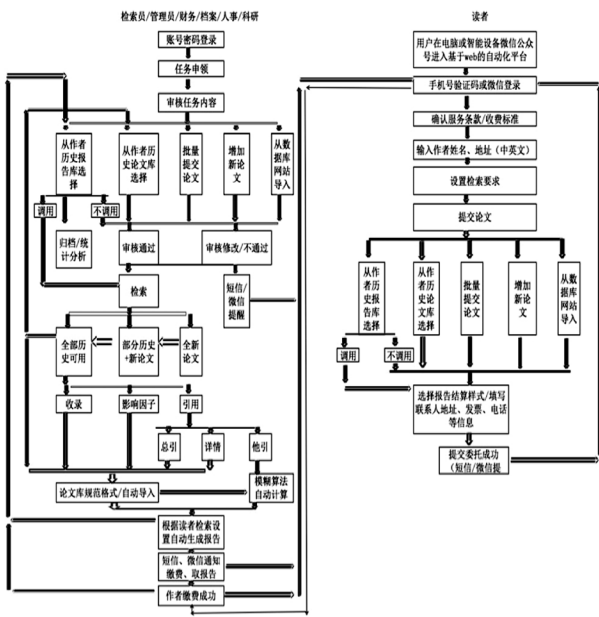 检索员/管理员/财务/档案/人事/科研
账号密码登录
任务申领
审核任务内容
从作者
历史报
告库选
择
从作者
历史论
文库选
择
批量
提交
论文
增加
新论
文
从数
据库
网站
导入
调用
不调用
归档/统
计分析
审核通过
审核修改/不通过
检索
短信/
微信
提醒
全部历
史可用
部分历史
+新论文
全新
论文
收录
影响因子
引用
总引
详情
他引
论文库规范格式/自动导入
模糊算法
自动计算
根据读者检索设
置自动生成报告
短信、微信通知
缴费、取报告
作者缴费成功
读者
用户在电脑或智能设备微信公众
号进入基于web的自动化平台
手机号验证码或微信登录
确认服务条款/收费标准
输入作者姓名、地址（中英文）
设置检索要求
提交论文
从作
者历
史报
告库
选择
从作
者历
史论
文库
选择
批量
提交
论文
增加
新论
文
从数
据库
网站
导入
调用
不调用
选择报告结算样式/填写
联系人地址、发票、电话
等信息
提交委托成功
（短信/微信提